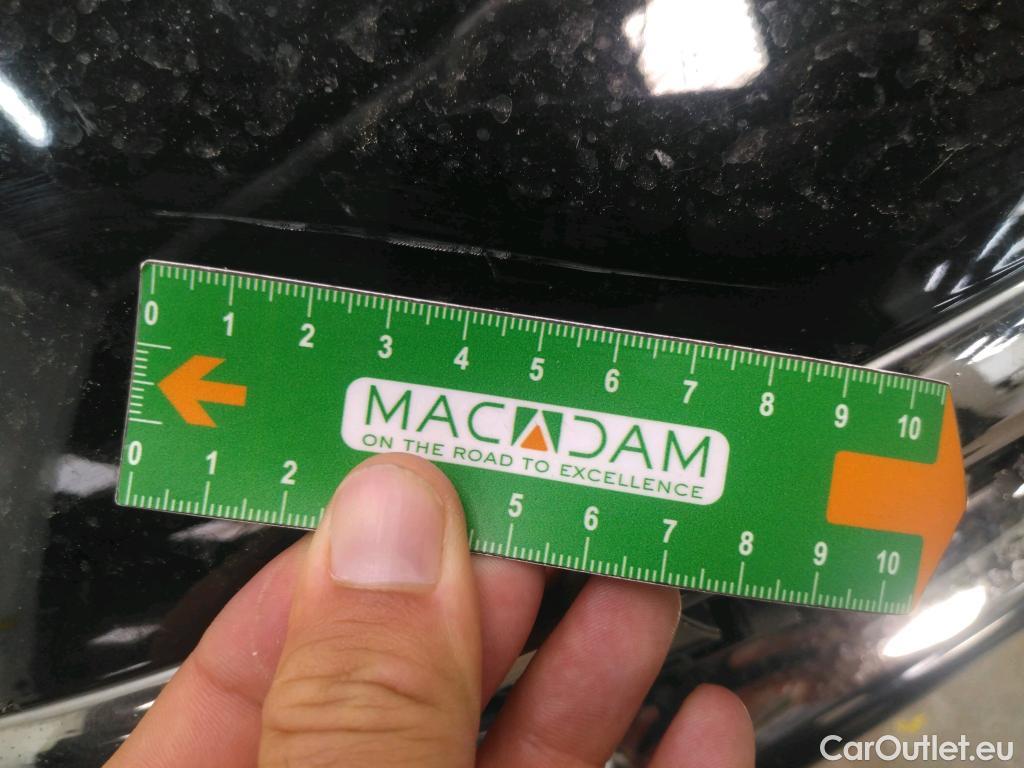 0 1 2 3 4 5 6 7 8 9 10
MACADAM
ON THE ROAD TO EXCELLENCE
0 1 2 5 6 7 8 9 10
CarOutlet.eu